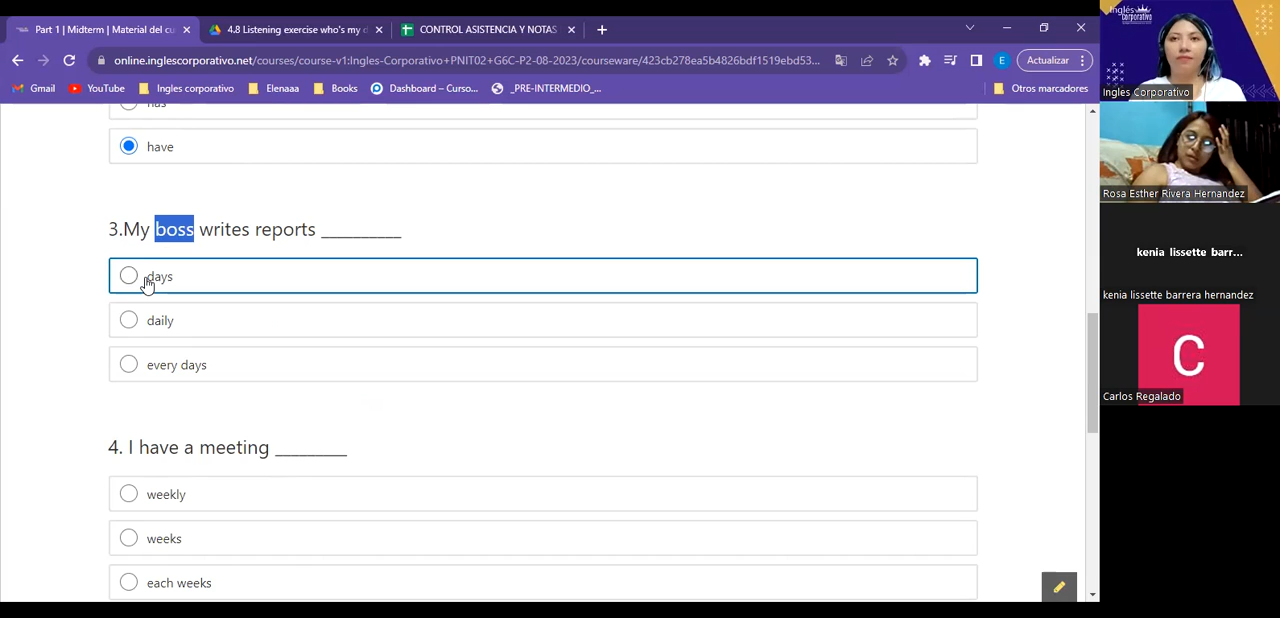 Part 1 | Midterm | Material del cu
4.8 Listening exercise who's my d
CONTROL ASISTENCIA Y NOTAS
online.inglescorporativo.net/courses/course-v1:Ingles-Corporativo+PNIT02+G6C-P2-08-2023/courseware/423cb278ea5b4826bdf1519ebd53...
E
Actualizar
Gmail
YouTube
Ingles corporativo
Elenaaa
Books
Dashboard – Curso...
_PRE-INTERMEDIO_...
Otros marcadores
has
have
3.My boss writes reports __________
days
daily
every days
4. I have a meeting _________
weekly
weeks
each weeks
Inglés
Corporativo
Ingles Corporativo
Rosa Esther Rivera Hernandez
kenia lissette barr...
kenia lissette barrera hernandez
C
Carlos Regalado